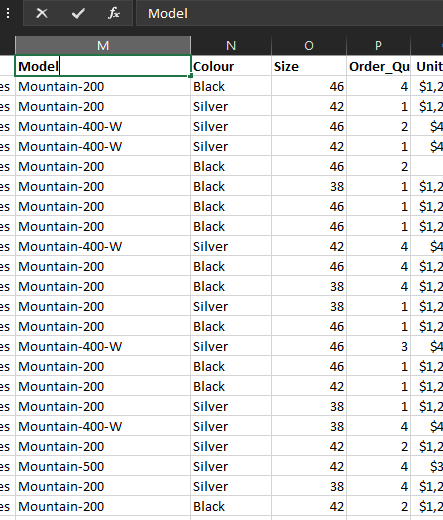 fx Model
M N O P
Model Colour Size Order_Qu Unit
es Mountain-200 Black 46 4 $1,2
es Mountain-200 Silver 42 1 $1,2
es Mountain-400-W Silver 46 2 $4
es Mountain-400-W Silver 42 1 $4
es Mountain-200 Black 46 2
es Mountain-200 Black 38 1 $1,2
es Mountain-200 Black 46 1 $1,2
es Mountain-200 Black 46 1 $1,2
es Mountain-400-W Silver 42 4 $4
es Mountain-200 Black 46 4 $1,2
es Mountain-200 Black 38 4 $1,2
es Mountain-200 Silver 38 1 $1,2
es Mountain-200 Black 46 1 $1,2
es Mountain-400-W Silver 46 3 $4
es Mountain-200 Black 46 1 $1,2
es Mountain-200 Black 42 1 $1,2
es Mountain-200 Silver 38 1 $1,2
es Mountain-400-W Silver 38 4 $4
es Mountain-200 Silver 42 2 $1,2
es Mountain-500 Silver 42 4 $3
es Mountain-200 Silver 38 4 $1,2
es Mountain-200 Black 42 2 $1,2